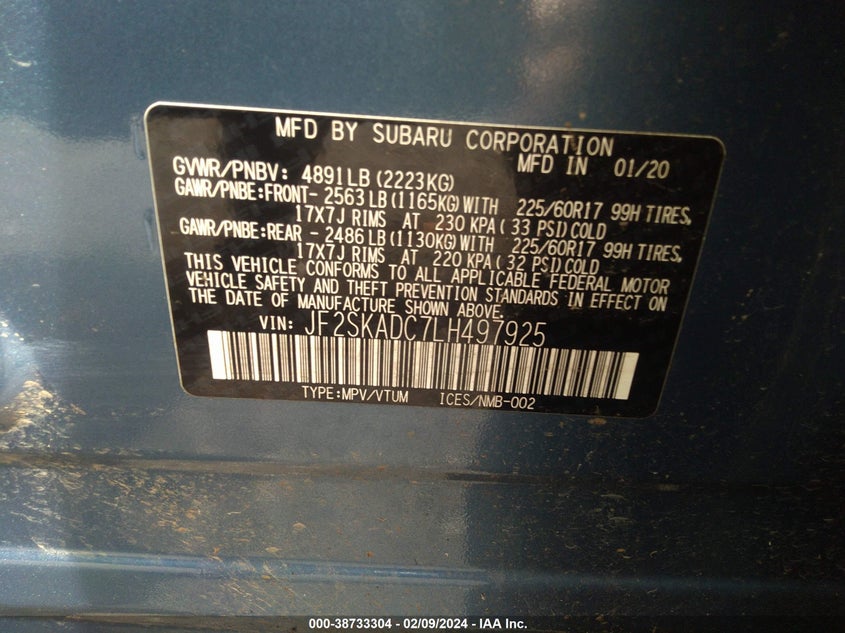 MFD BY SUBARU CORPORATION
MFD IN 01/20
GVWR/PNBV: 4891LB(2223KG)
GAWR/PNBE:FRONT- 2563LB(1165KG)WITH 225/60R17 99H TIRES,
17X7J RIMS AT 230 KPA( 33 PSI)COLD
GAWR/PNBE:REAR - 2486LB(1130KG)WITH 225/60R17 99H TIRES,
17X7J RIMS AT 220 KPA( 32 PSI)COLD
THIS VEHICLE CONFORMS TO ALL APPLICABLE FEDERAL MOTOR
VEHICLE SAFETY AND THEFT PREVENTION STANDARDS IN EFFECT ON
THE DATE OF MANUFACTURE SHOWN ABOVE.
VIN: JF2SKADC7LH497925
TYPE:MPV/VTUM ICES/NMB-002
000-38733304 - 02/09/2024 - IAA Inc.